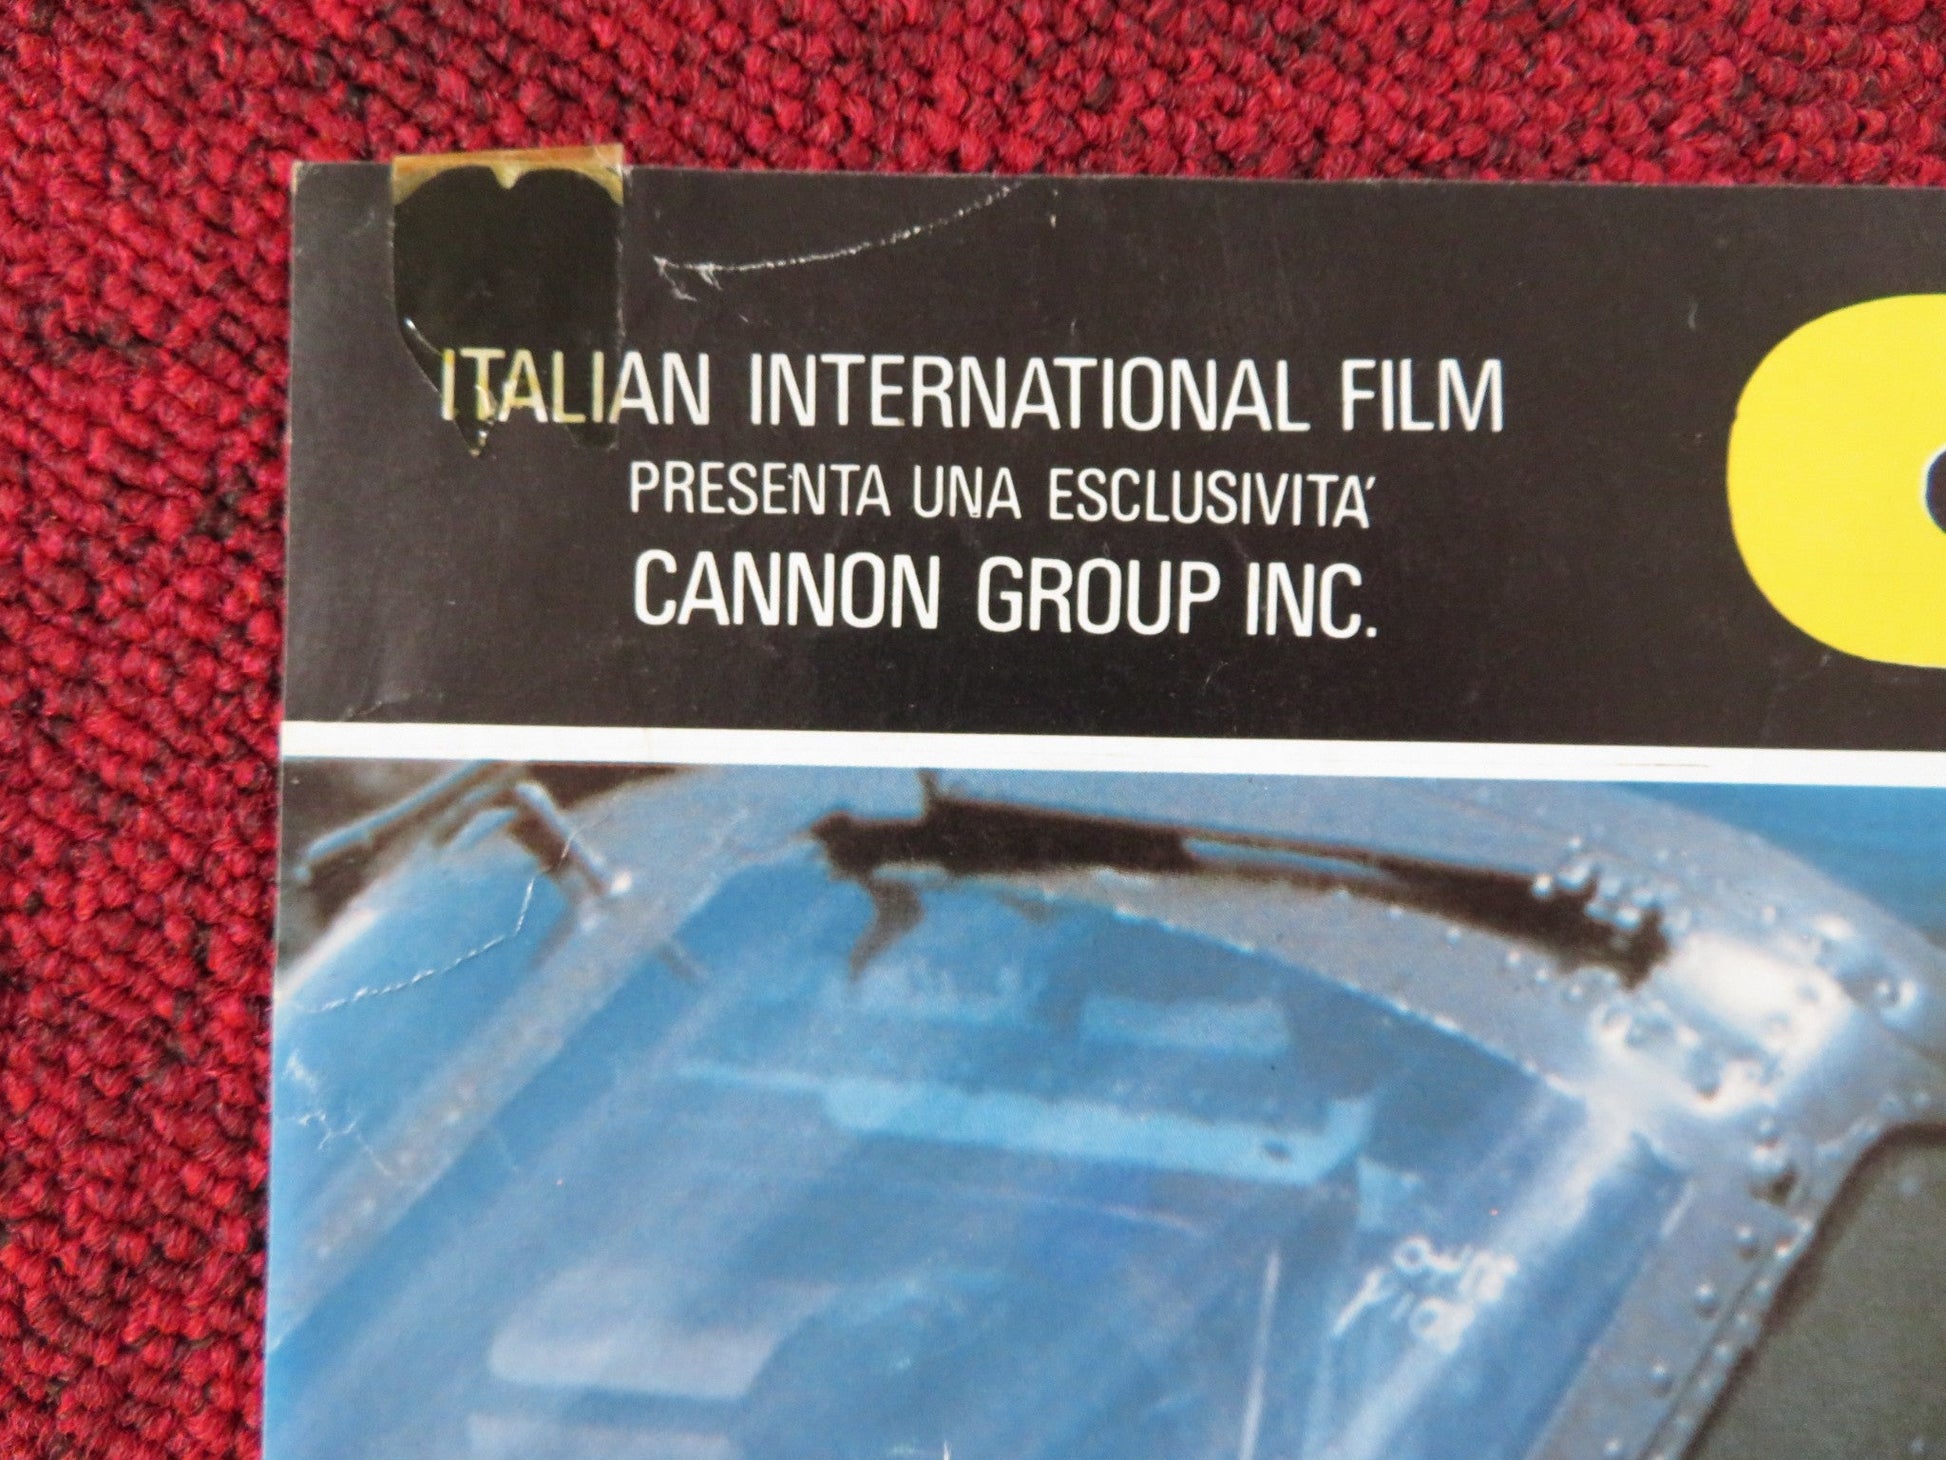 ITALIAN INTERNATIONAL FILM
PRESENTA UNA ESCLUSIVITA'
CANNON GROUP INC.